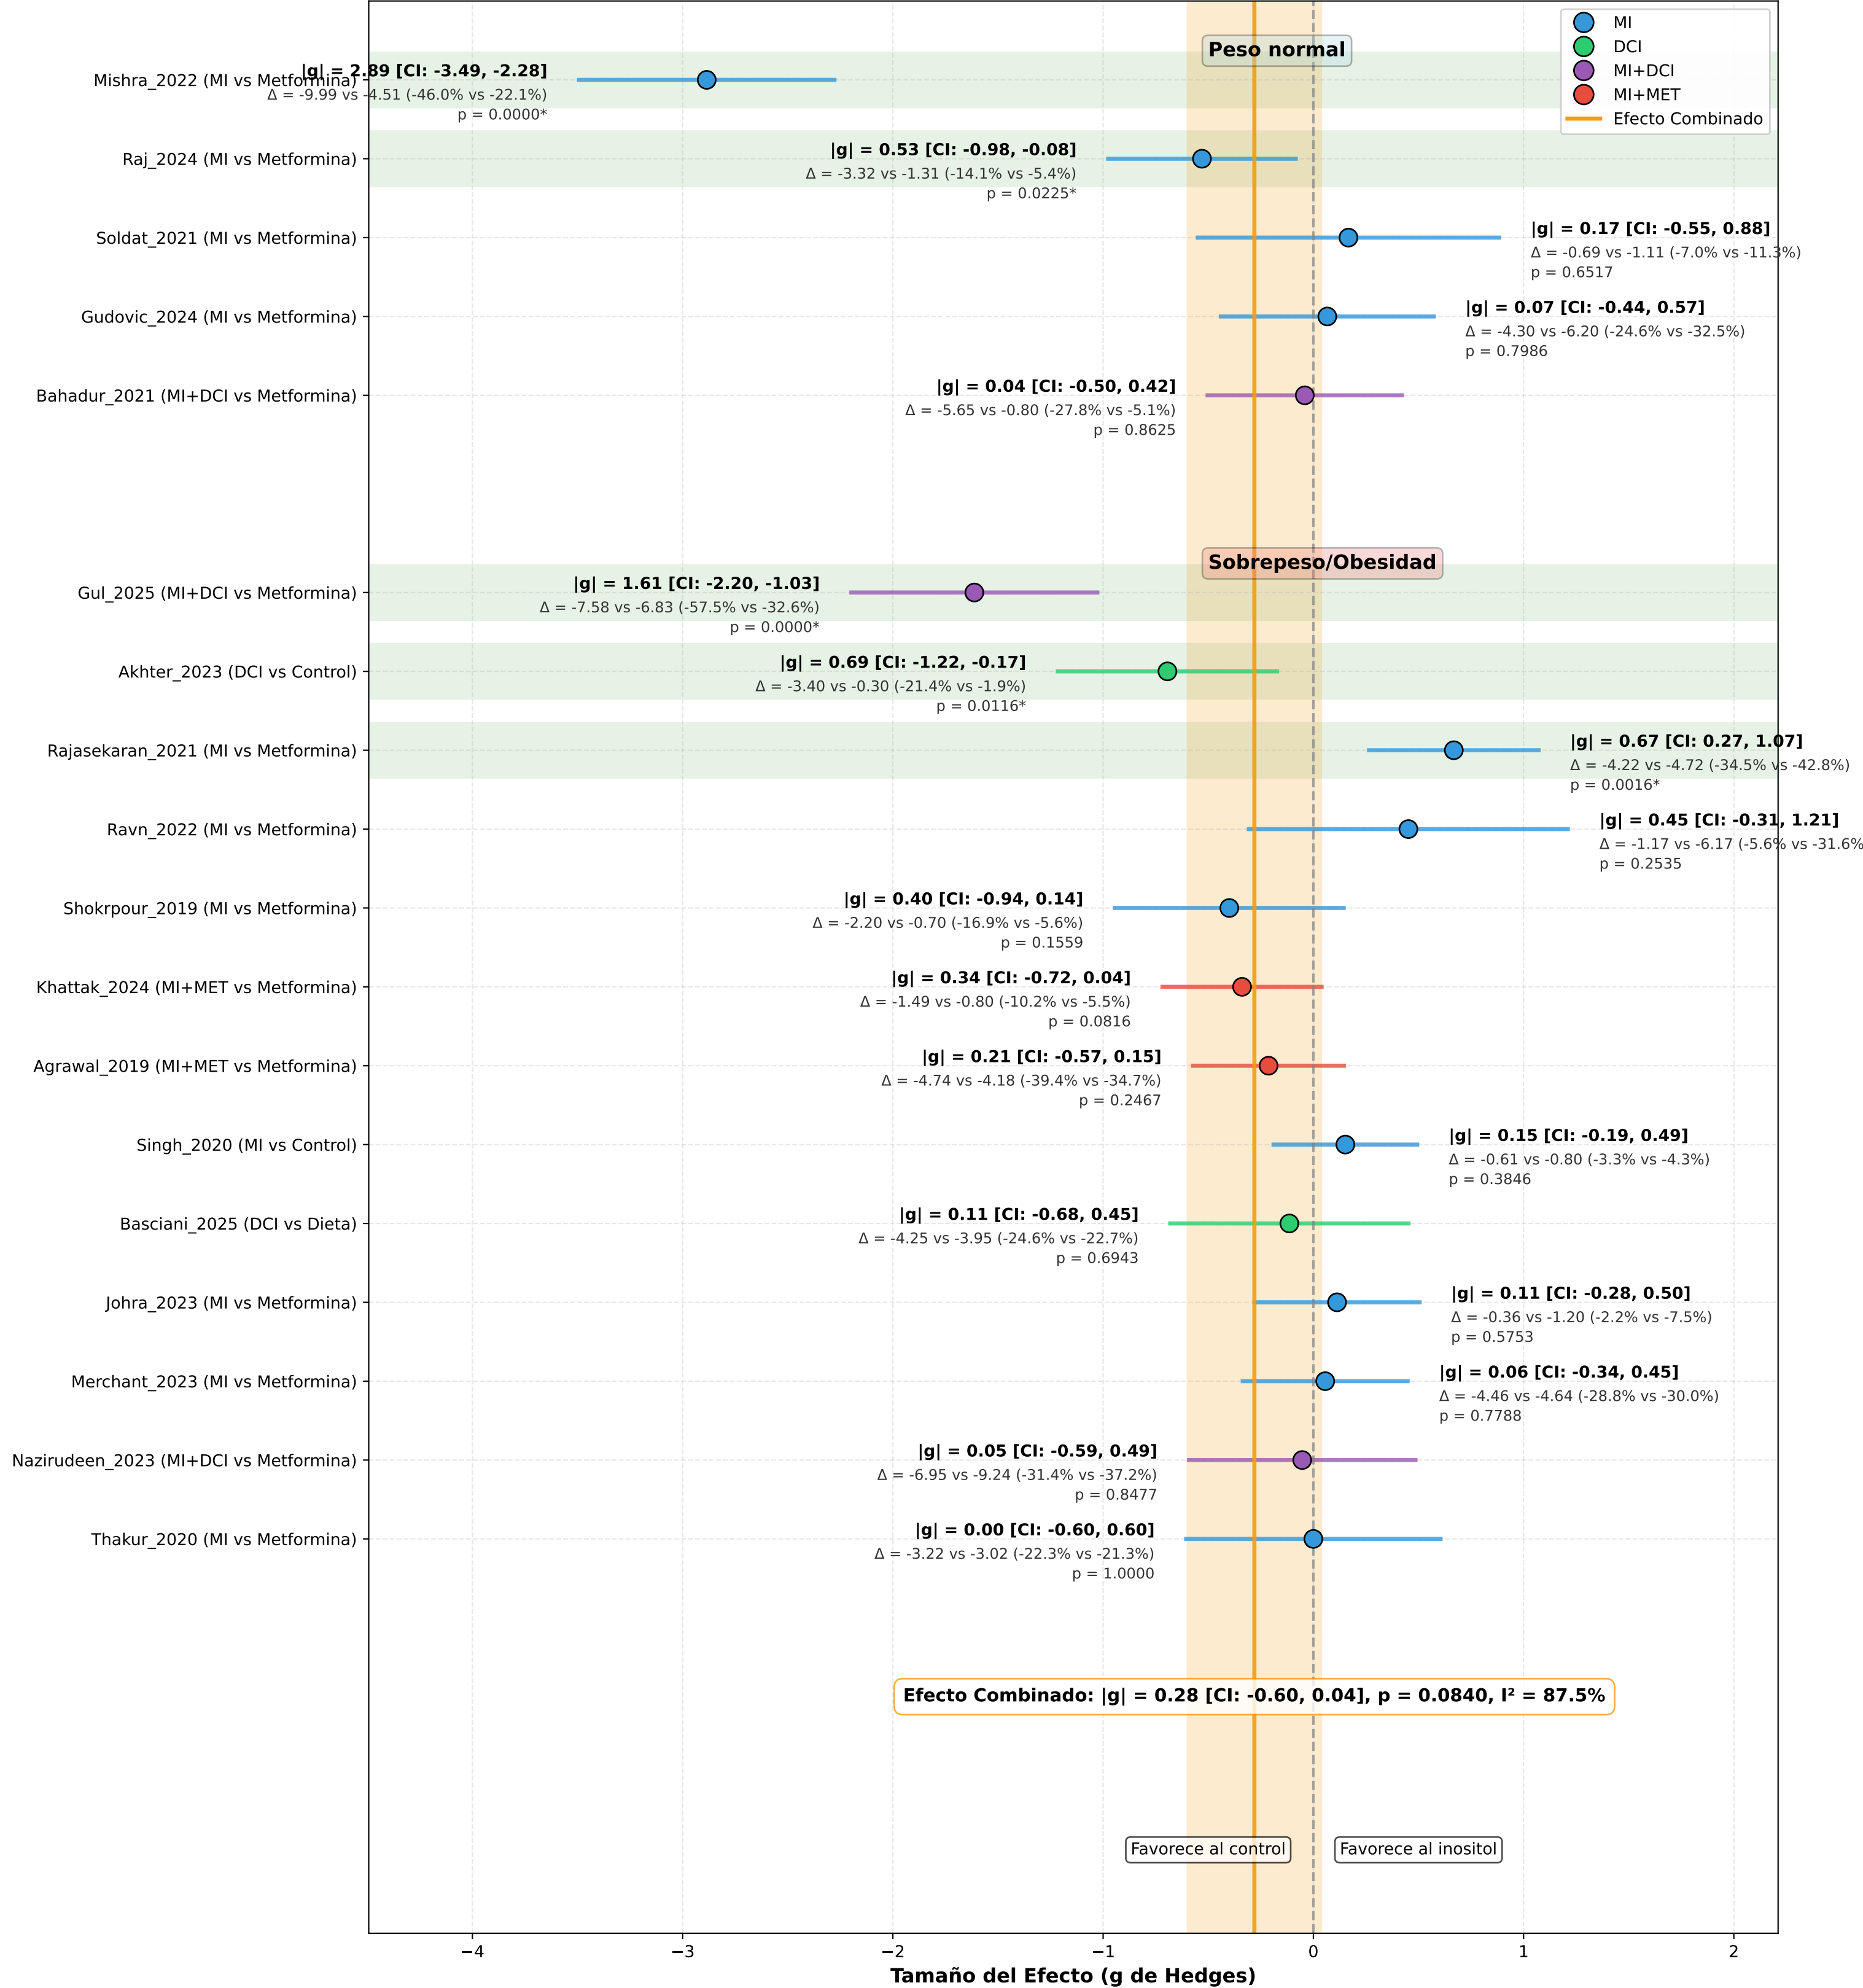 Peso normal
MI
DCI
MI+DCI
MI+MET
Efecto Combinado
Mishra_2022 (MI vs Metformina)
|g| = 2.89 [CI: -3.49, -2.28]
Δ = -9.99 vs -4.51 (-46.0% vs -22.1%)
p = 0.0000*
Raj_2024 (MI vs Metformina)
|g| = 0.53 [CI: -0.98, -0.08]
Δ = -3.32 vs -1.31 (-14.1% vs -5.4%)
p = 0.0225*
Soldat_2021 (MI vs Metformina)
|g| = 0.17 [CI: -0.55, 0.88]
Δ = -0.69 vs -1.11 (-7.0% vs -11.3%)
p = 0.6517
Gudovic_2024 (MI vs Metformina)
|g| = 0.07 [CI: -0.44, 0.57]
Δ = -4.30 vs -6.20 (-24.6% vs -32.5%)
p = 0.7986
Bahadur_2021 (MI+DCI vs Metformina)
|g| = 0.04 [CI: -0.50, 0.42]
Δ = -5.65 vs -0.80 (-27.8% vs -5.1%)
p = 0.8625
Sobrepeso/Obesidad
Gul_2025 (MI+DCI vs Metformina)
|g| = 1.61 [CI: -2.20, -1.03]
Δ = -7.58 vs -6.83 (-57.5% vs -32.6%)
p = 0.0000*
Akhter_2023 (DCI vs Control)
|g| = 0.69 [CI: -1.22, -0.17]
Δ = -3.40 vs -0.30 (-21.4% vs -1.9%)
p = 0.0116*
Rajasekaran_2021 (MI vs Metformina)
|g| = 0.67 [CI: 0.27, 1.07]
Δ = -4.22 vs -4.72 (-34.5% vs -42.8%)
p = 0.0016*
Ravn_2022 (MI vs Metformina)
|g| = 0.45 [CI: -0.31, 1.21]
Δ = -1.17 vs -6.17 (-5.6% vs -31.6%
p = 0.2535
Shokrpour_2019 (MI vs Metformina)
|g| = 0.40 [CI: -0.94, 0.14]
Δ = -2.20 vs -0.70 (-16.9% vs -5.6%)
p = 0.1559
Khattak_2024 (MI+MET vs Metformina)
|g| = 0.34 [CI: -0.72, 0.04]
Δ = -1.49 vs -0.80 (-10.2% vs -5.5%)
p = 0.0816
Agrawal_2019 (MI+MET vs Metformina)
|g| = 0.21 [CI: -0.57, 0.15]
Δ = -4.74 vs -4.18 (-39.4% vs -34.7%)
p = 0.2467
Singh_2020 (MI vs Control)
|g| = 0.15 [CI: -0.19, 0.49]
Δ = -0.61 vs -0.80 (-3.3% vs -4.3%)
p = 0.3846
Basciani_2025 (DCI vs Dieta)
|g| = 0.11 [CI: -0.68, 0.45]
Δ = -4.25 vs -3.95 (-24.6% vs -22.7%)
p = 0.6943
Johra_2023 (MI vs Metformina)
|g| = 0.11 [CI: -0.28, 0.50]
Δ = -0.36 vs -1.20 (-2.2% vs -7.5%)
p = 0.5753
Merchant_2023 (MI vs Metformina)
|g| = 0.06 [CI: -0.34, 0.45]
Δ = -4.46 vs -4.64 (-28.8% vs -30.0%)
p = 0.7788
Nazirudeen_2023 (MI+DCI vs Metformina)
|g| = 0.05 [CI: -0.59, 0.49]
Δ = -6.95 vs -9.24 (-31.4% vs -37.2%)
p = 0.8477
Thakur_2020 (MI vs Metformina)
|g| = 0.00 [CI: -0.60, 0.60]
Δ = -3.22 vs -3.02 (-22.3% vs -21.3%)
p = 1.0000
Efecto Combinado: |g| = 0.28 [CI: -0.60, 0.04], p = 0.0840, I² = 87.5%
Favorece al control
Favorece al inositol
−4 −3 −2 −1 0 1 2
Tamaño del Efecto (g de Hedges)